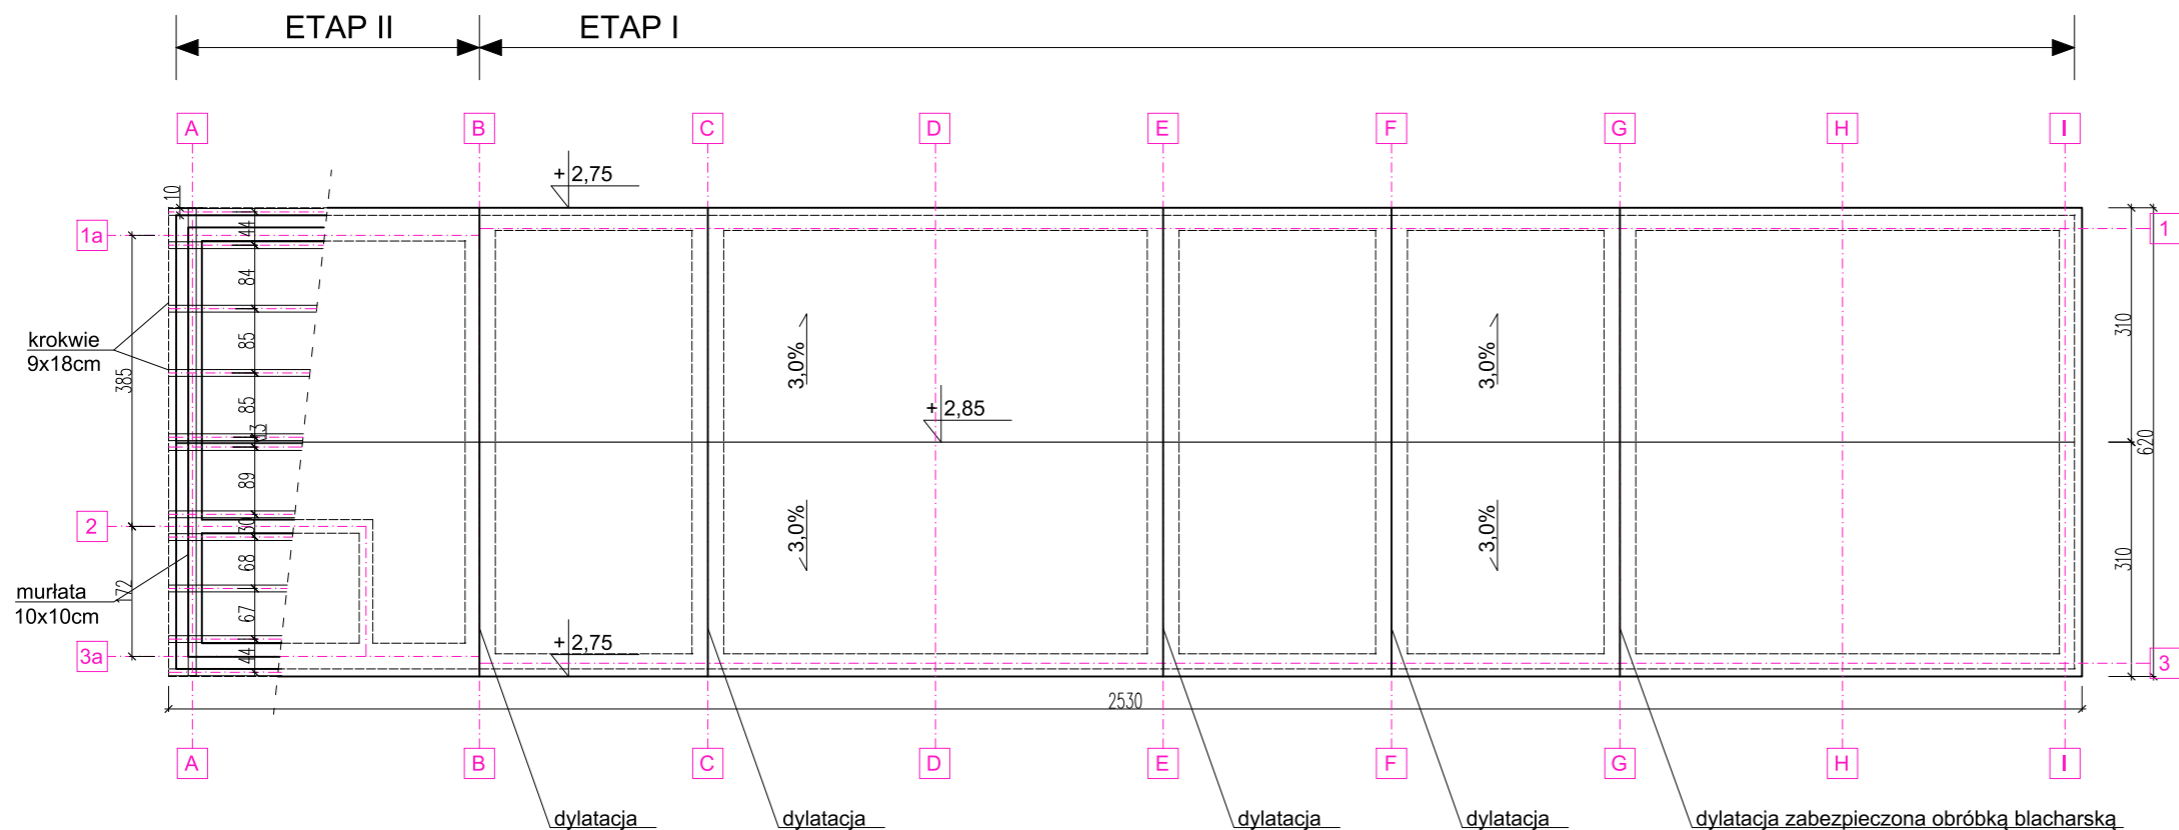 ETAP II
ETAP I
A
B
C
D
E
F
G
H
I
+ 2,75
10
1a
1
44
84
krokwie
9x18cm
385
85
3,0%
3,0%
310
85
13
+ 2,85
620
89
2
30
3,0%
3,0%
68
310
murłata
10x10cm
172
67
+ 2,75
44
3a
3
2530
A
B
C
D
E
F
G
H
I
dylatacja
dylatacja
dylatacja
dylatacja
dylatacja zabezpieczona obróbką blacharską